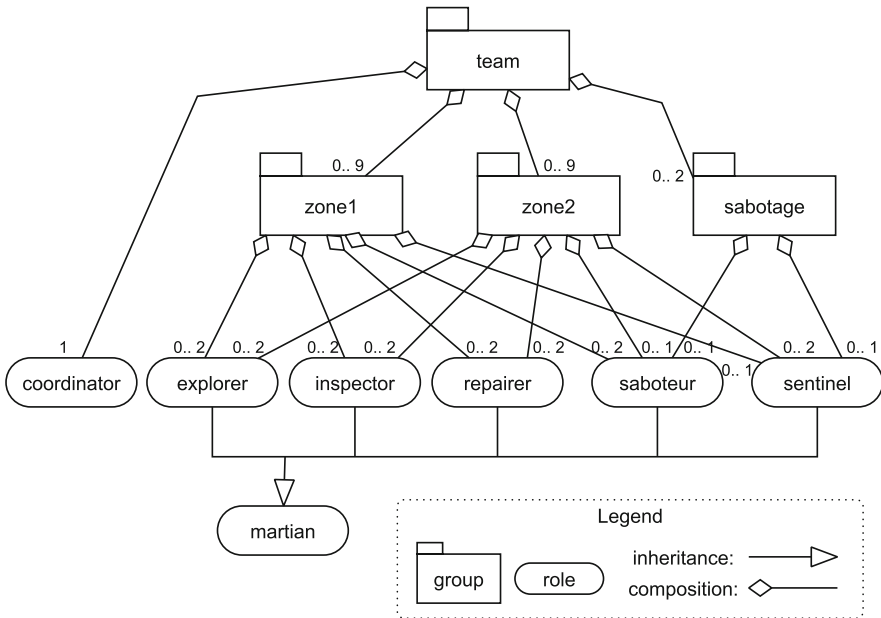 team
0.. 9
0.. 9
0.. 2
zone1
zone2
sabotage
1
0.. 2
0.. 2
0.. 2
0.. 2
0.. 2
0.. 2
0.. 2
0.. 1
0.. 1
0.. 1
0.. 2
0.. 1
coordinator
explorer
inspector
repairer
saboteur
sentinel
martian
Legend
group
role
inheritance:
composition: